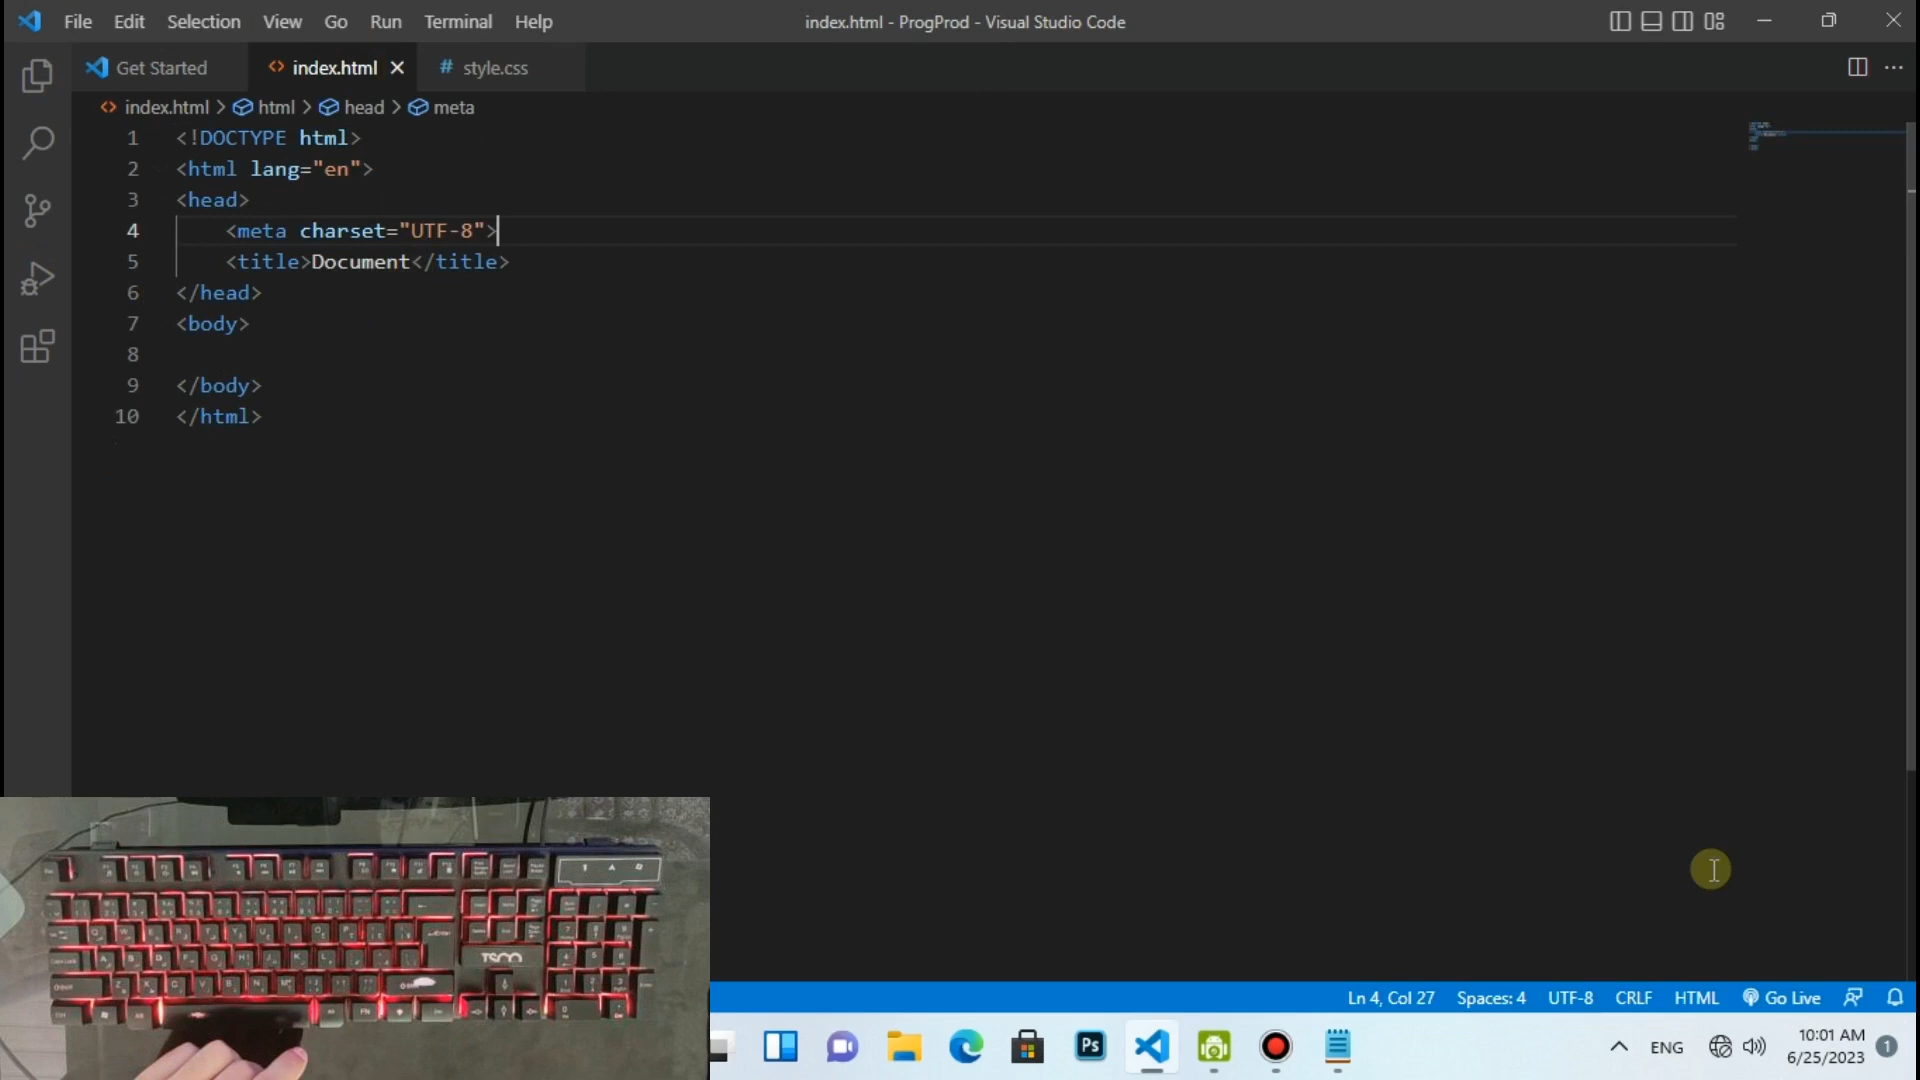 File Edit Selection View Go Run Terminal Help
index.html - ProgProd - Visual Studio Code
Get Started
index.html
# style.css
index.html > html > head > meta
1 <!DOCTYPE html>
2 <html lang="en">
3 <head>
4 <meta charset="UTF-8">
5 <title>Document</title>
6 </head>
7 <body>
8
9 </body>
10 </html>
TSCO
Ln 4, Col 27 Spaces: 4 UTF-8 CRLF HTML Go Live
Ps
ENG
10:01 AM
6/25/2023
1